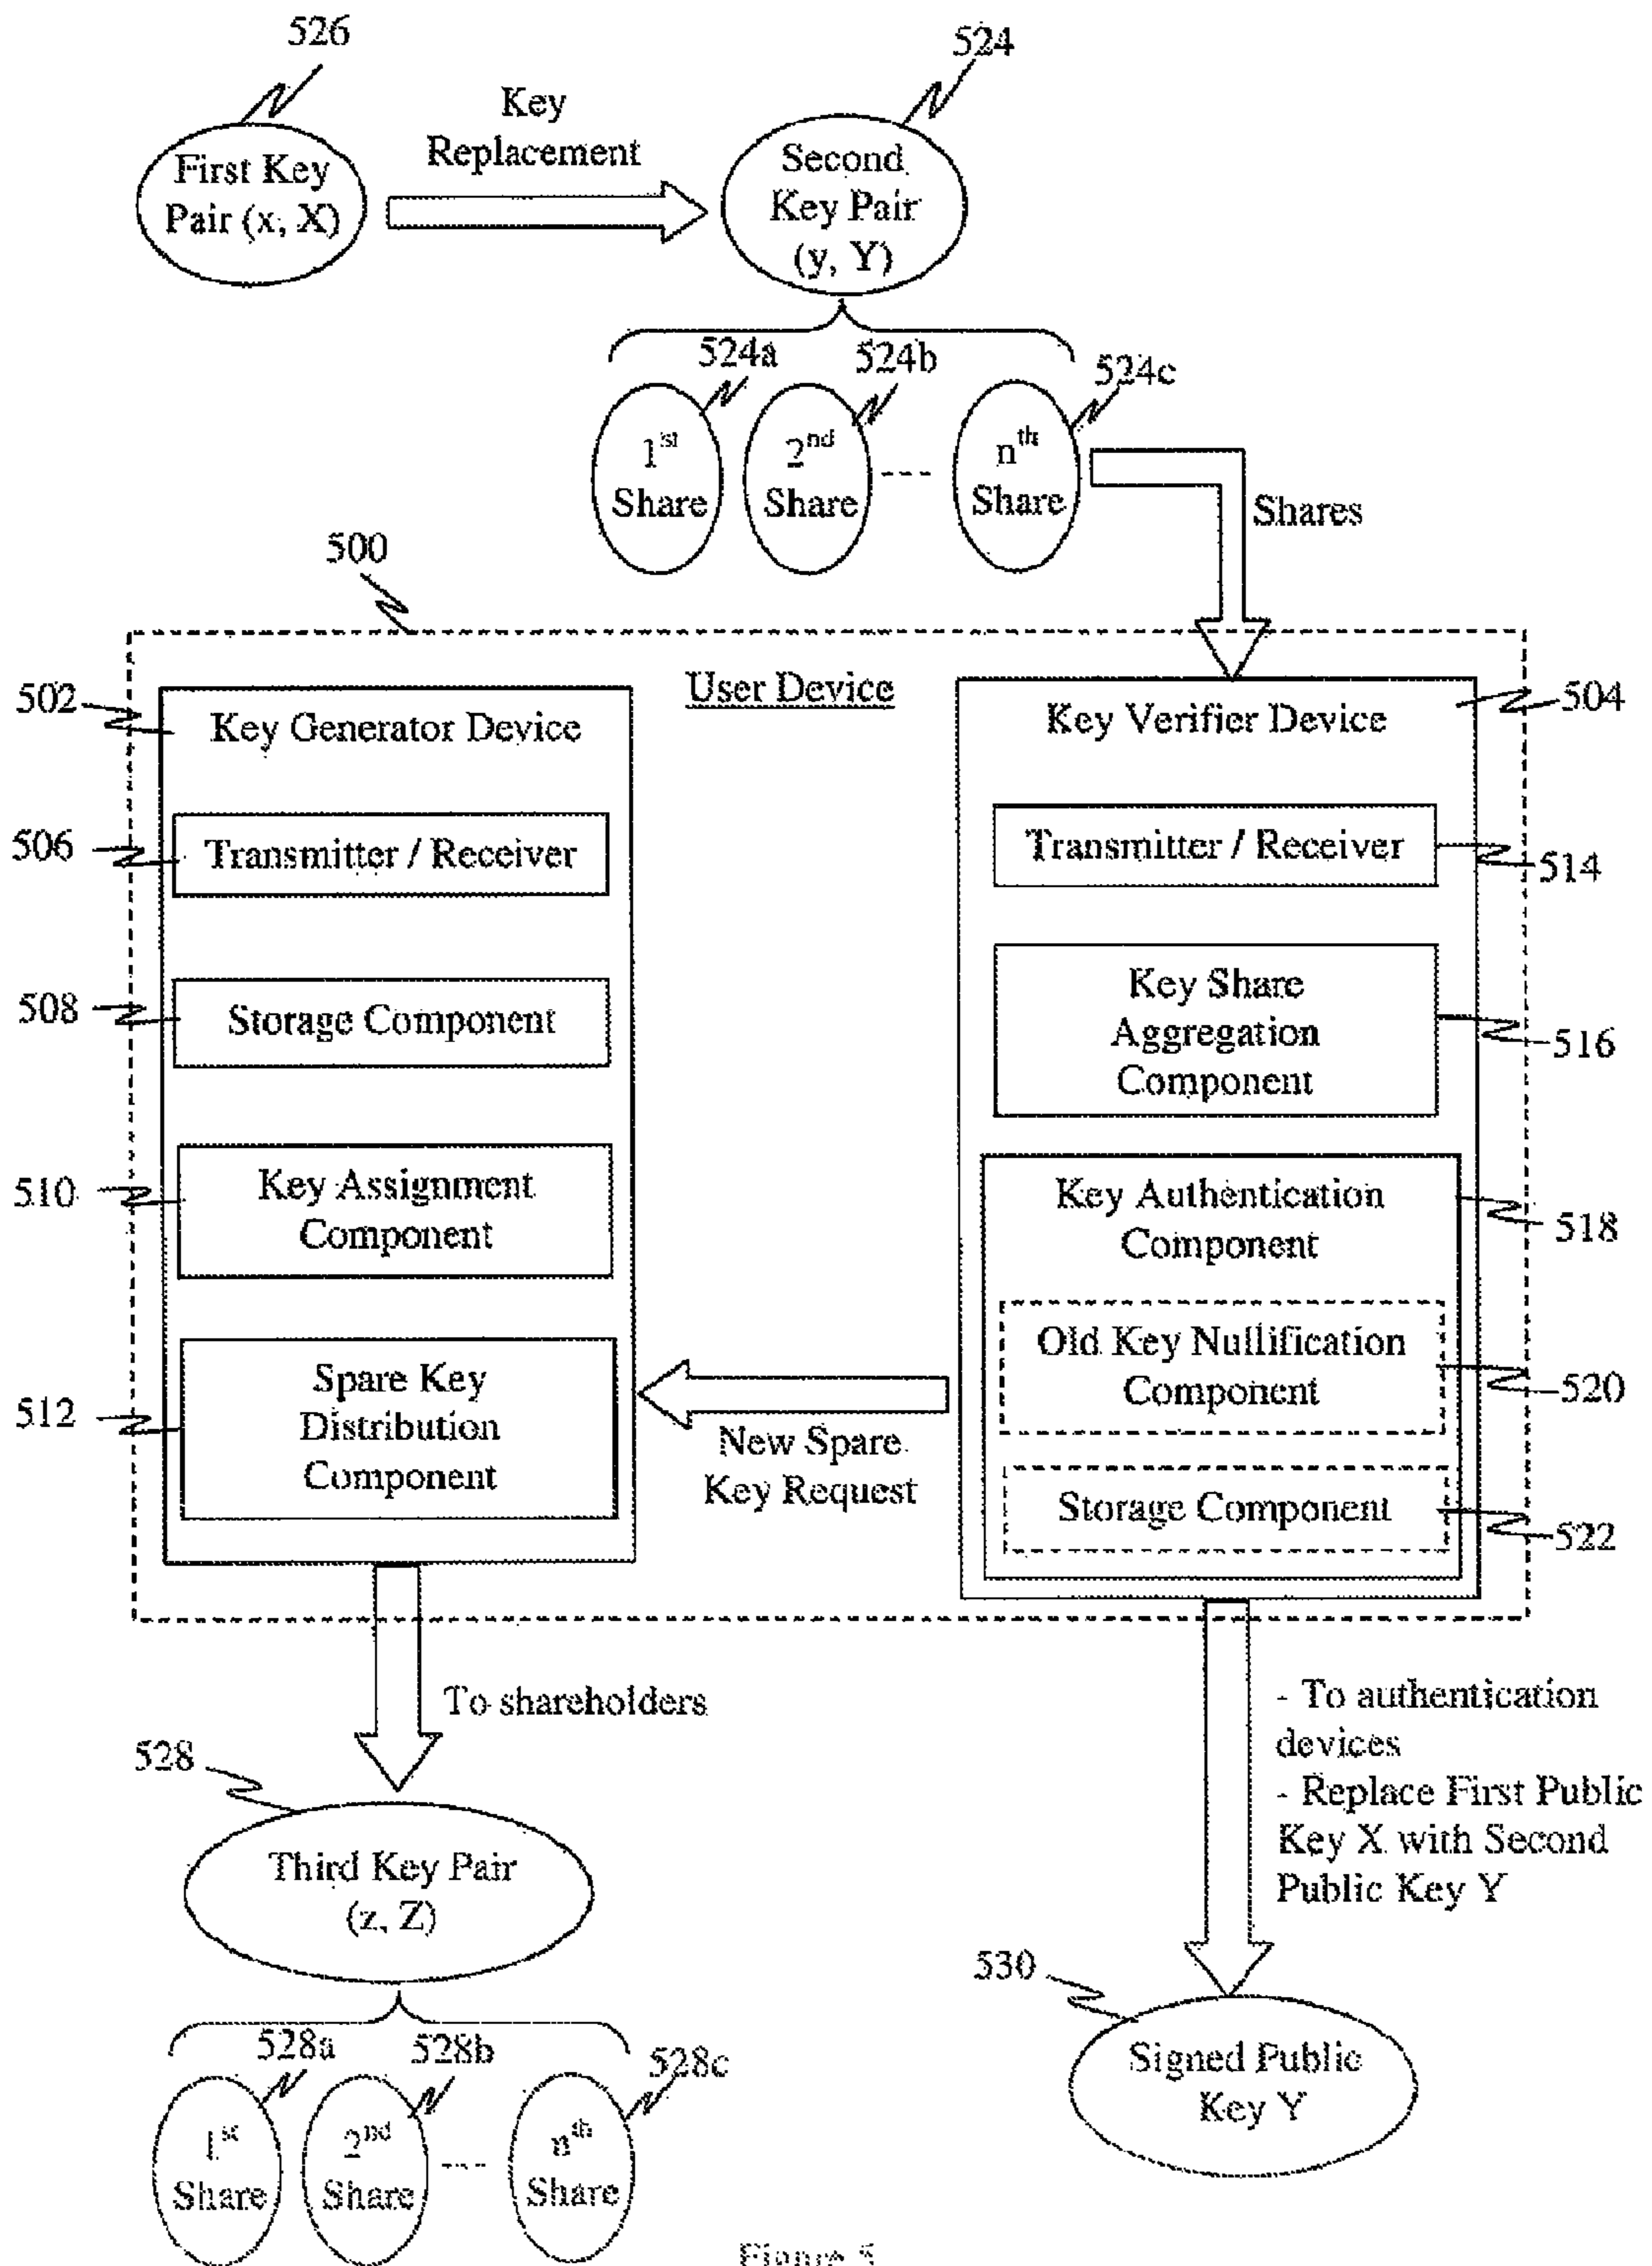 526
524
Key
Replacement
First Key
Pair (x, X)
Second
Key Pair
(y, Y)
524a
524b
524c
1st
Share
2nd
Share
----
nth
Share
Shares
500
User Device
502
Key Generator Device
506
Transmitter / Receiver
508
Storage Component
510
Key Assignment
Component
512
Spare Key
Distribution
Component
504
Key Verifier Device
Transmitter / Receiver
514
Key Share
Aggregation
Component
516
Key Authentication
Component
518
Old Key Nullification
Component
520
Storage Component
522
New Spare
Key Request
To shareholders
- To authentication
devices
- Replace First Public
Key X with Second
Public Key Y
528
Third Key Pair
(z, Z)
528a
528b
528c
1st
Share
2nd
Share
----
nth
Share
530
Signed Public
Key Y
Figure 5